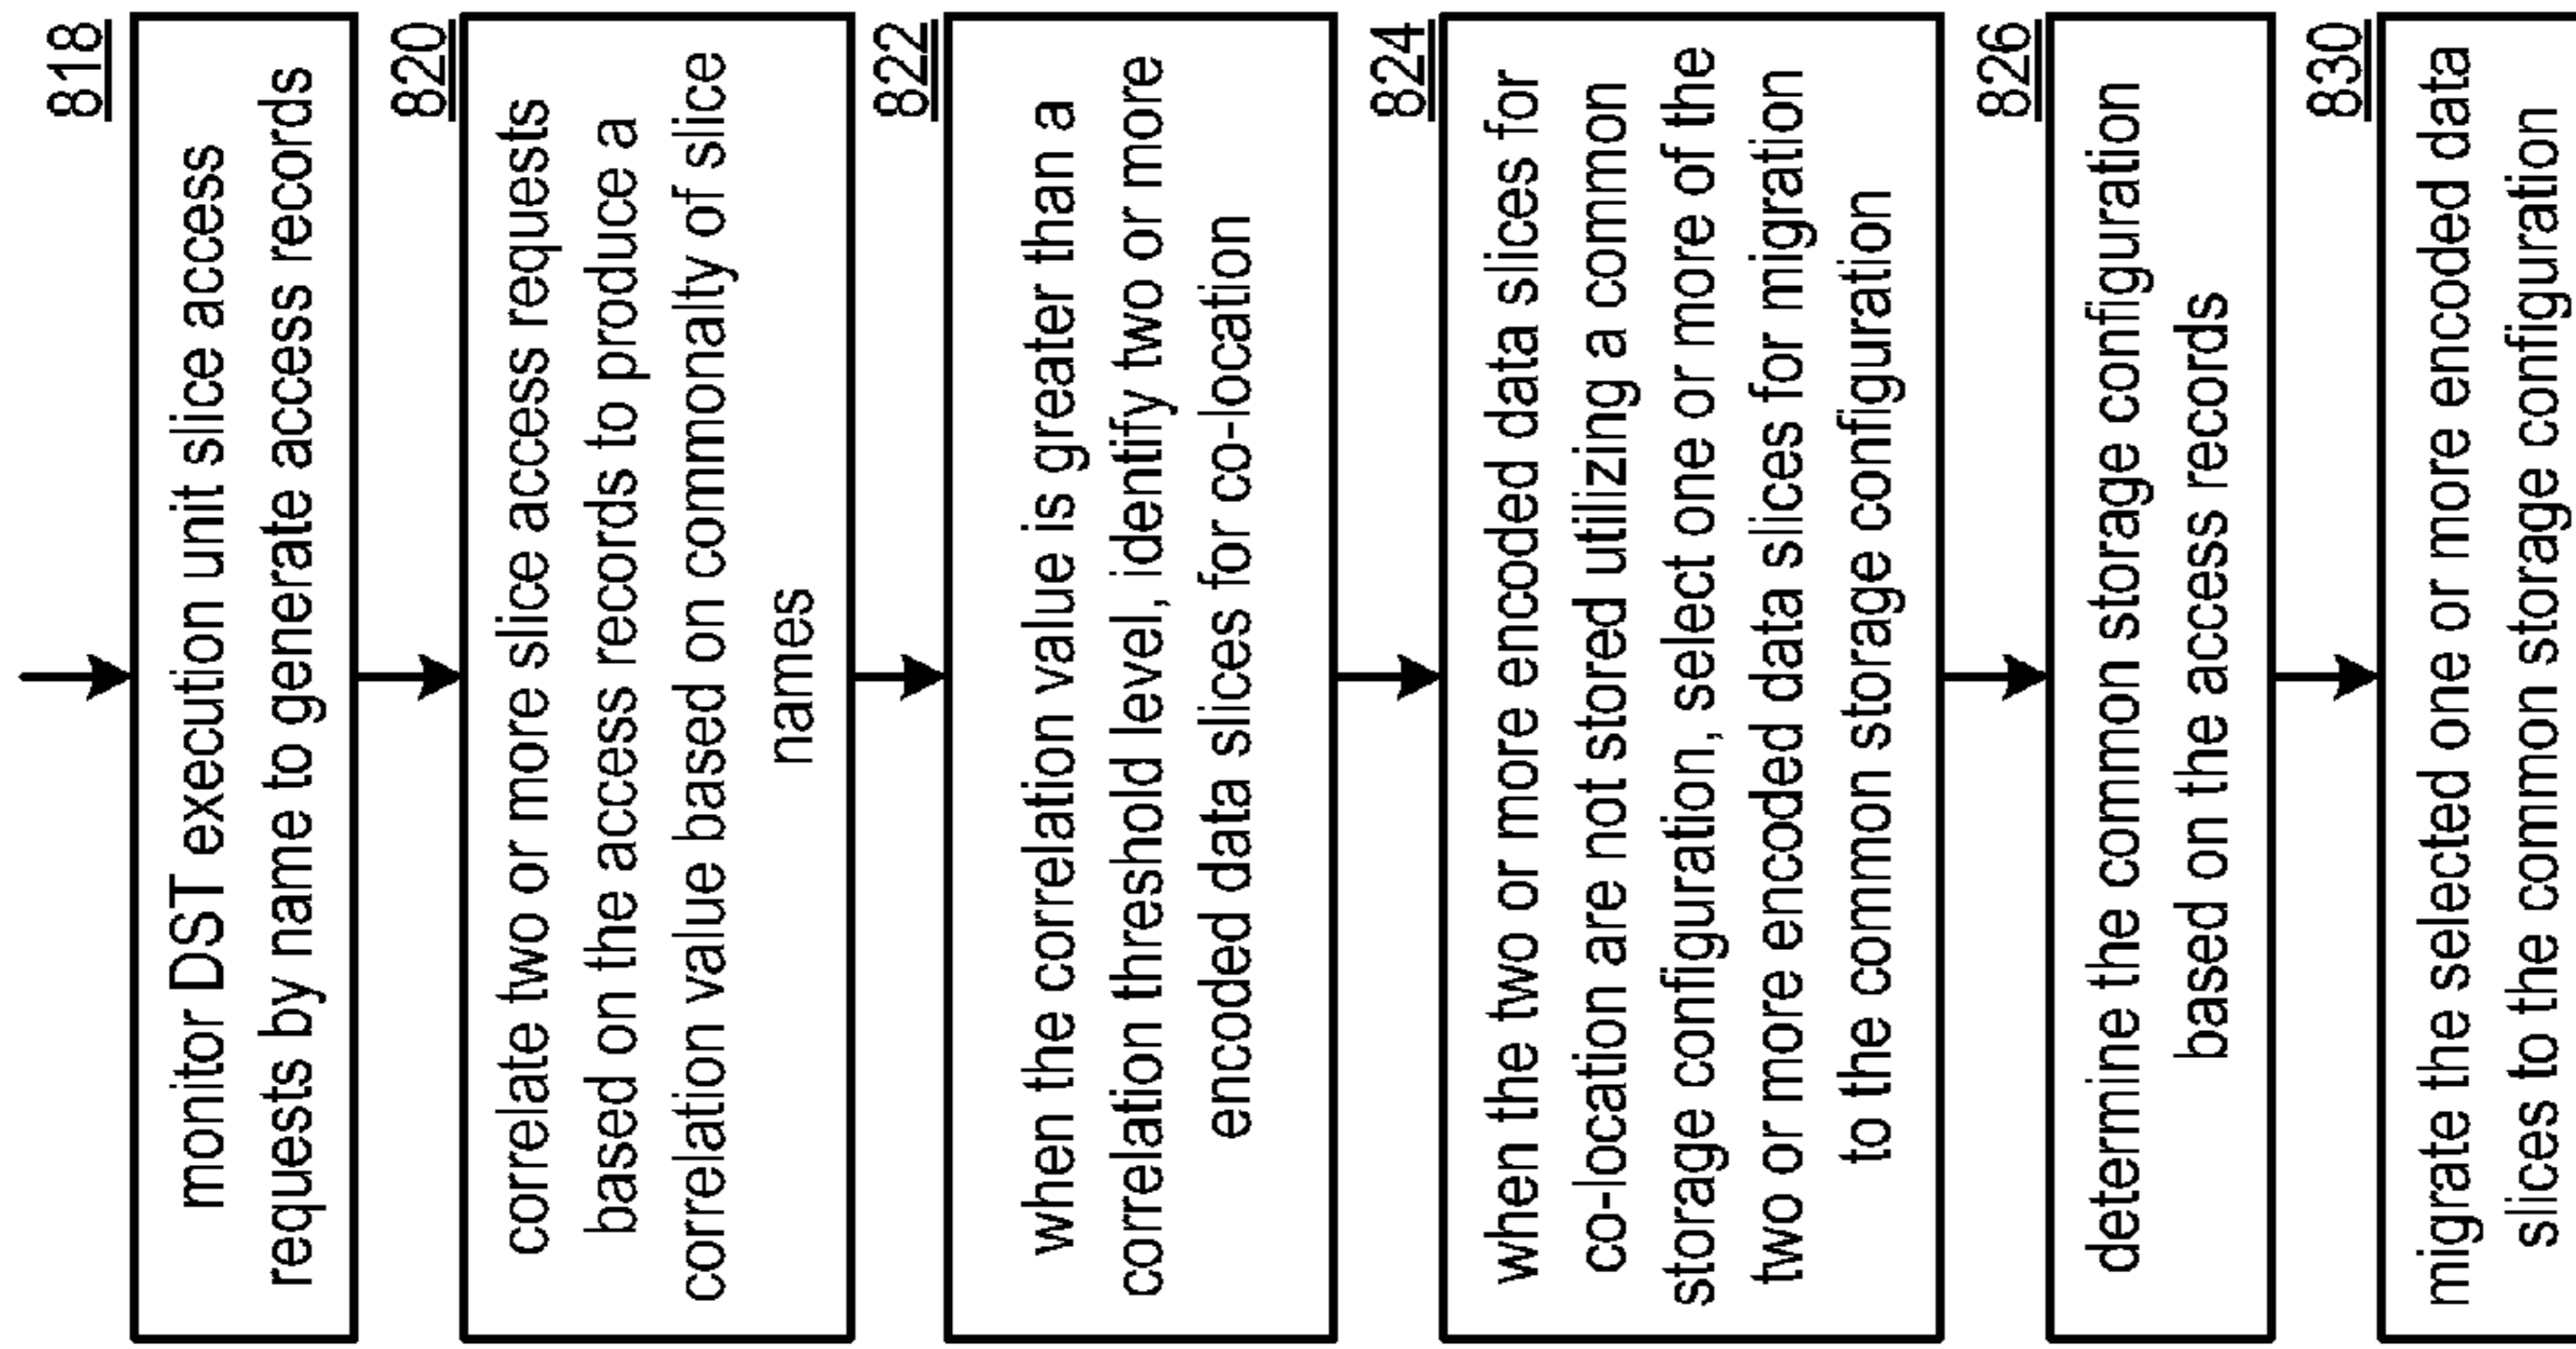 818
monitor DST execution unit slice access
requests by name to generate access records
820
correlate two or more slice access requests
based on the access records to produce a
correlation value based on commonalty of slice
names
822
when the correlation value is greater than a
correlation threshold level, identify two or more
encoded data slices for co-location
824
when the two or more encoded data slices for
co-location are not stored utilizing a common
storage configuration, select one or more of the
two or more encoded data slices for migration
to the common storage configuration
826
determine the common storage configuration
based on the access records
830
migrate the selected one or more encoded data
slices to the common storage configuration